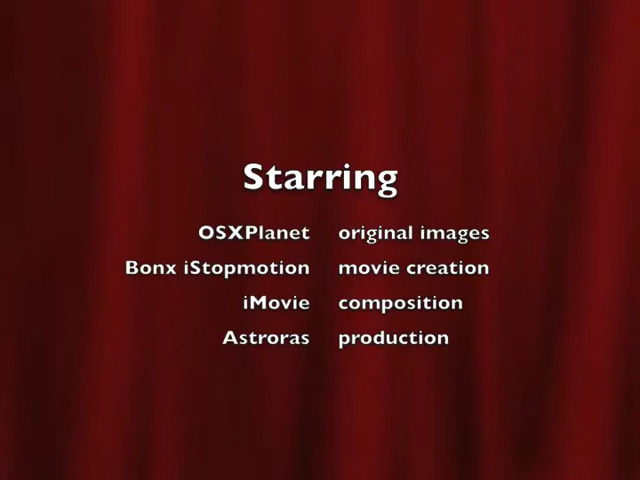 Starring
OSXPlanet original images
Bonx iStopmotion movie creation
iMovie composition
Astroras production